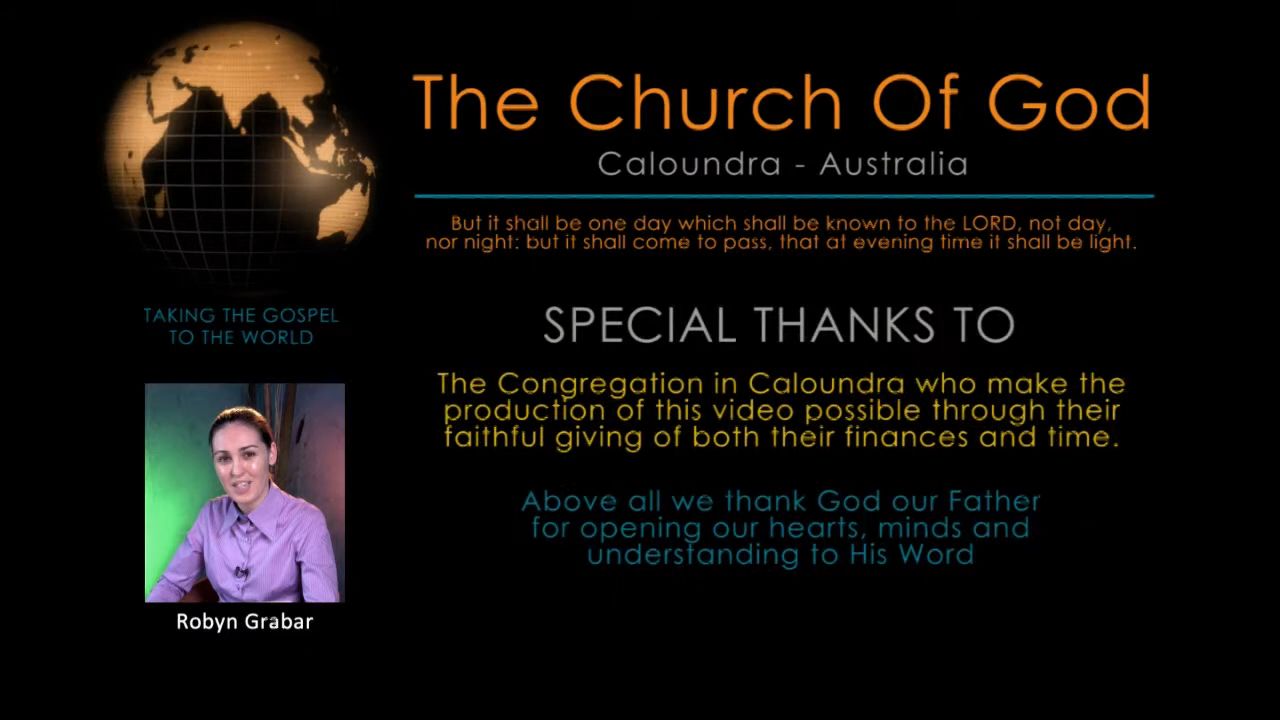 The Church Of God
Caloundra - Australia
But it shall be one day which shall be known to the LORD, not day,
nor night: but it shall come to pass, that at evening time it shall be light.
TAKING THE GOSPEL
TO THE WORLD
SPECIAL THANKS TO
The Congregation in Caloundra who make the
production of this video possible through their
faithful giving of both their finances and time.
Above all we thank God our Father
for opening our hearts, minds and
understanding to His Word
Robyn Grabar